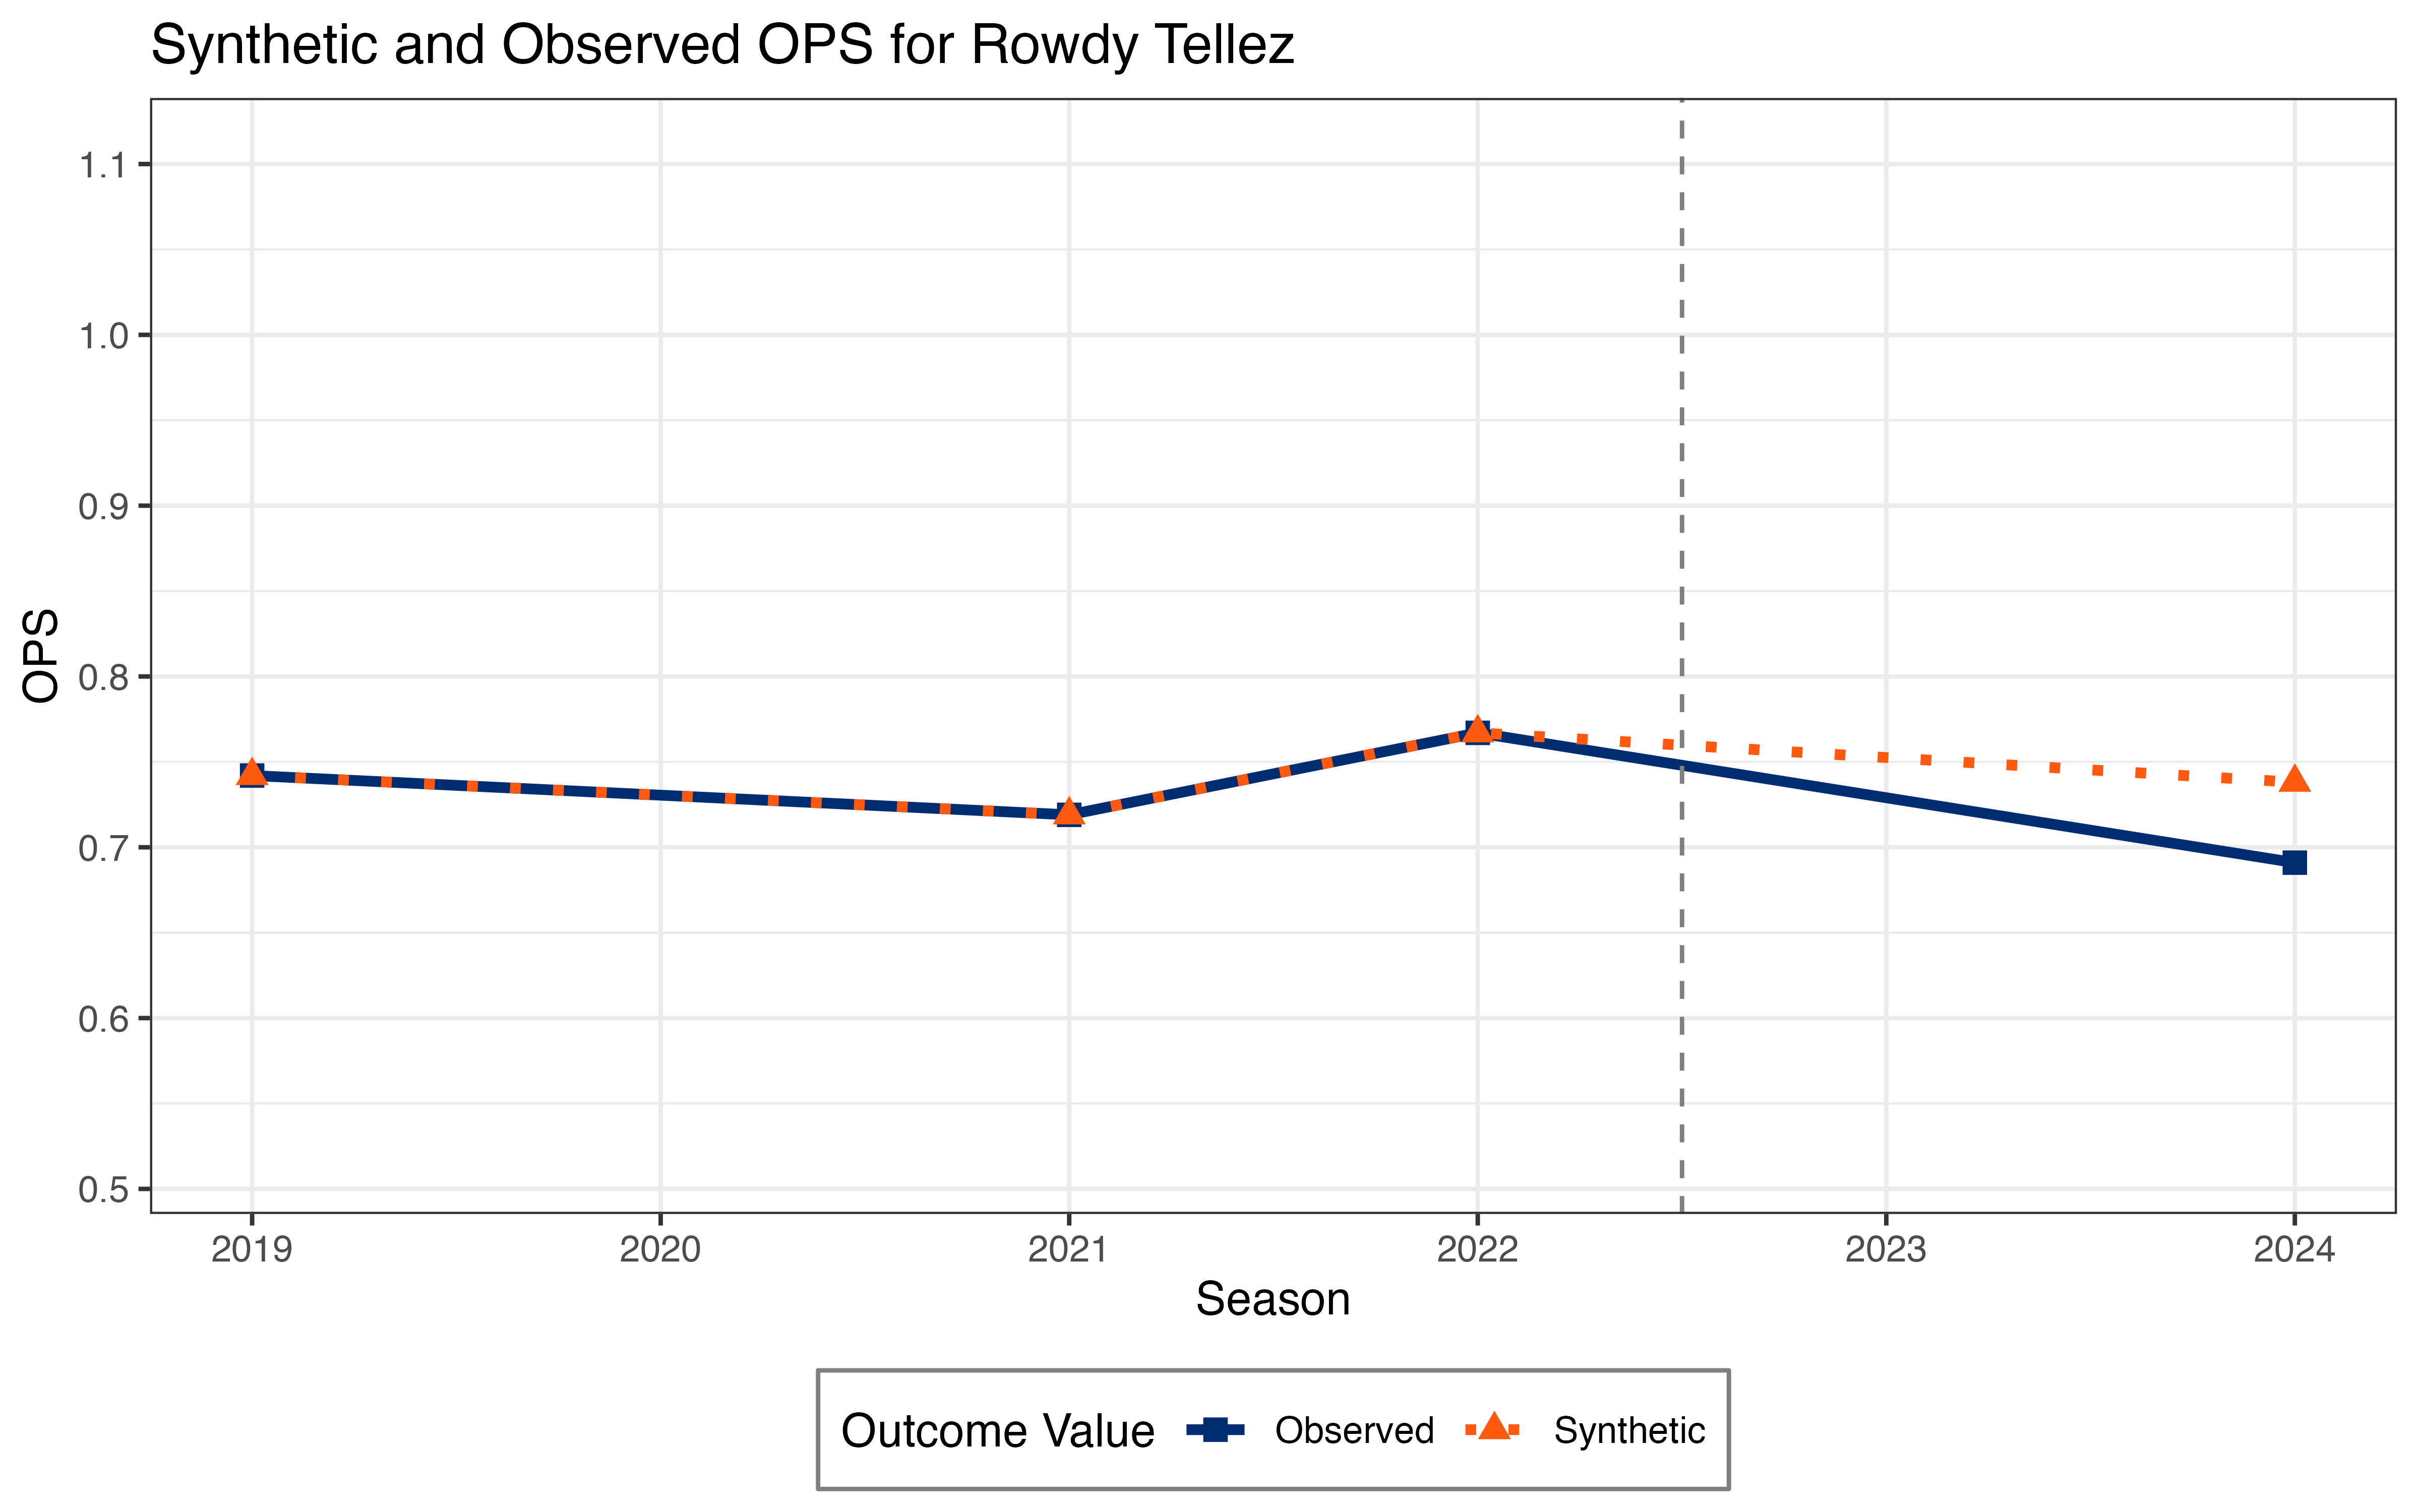 Synthetic and Observed OPS for Rowdy Tellez
OPS
1.1
1.0
0.9
0.8
0.7
0.6
0.5
2019 2020 2021 2022 2023 2024
Season
Outcome Value Observed Synthetic